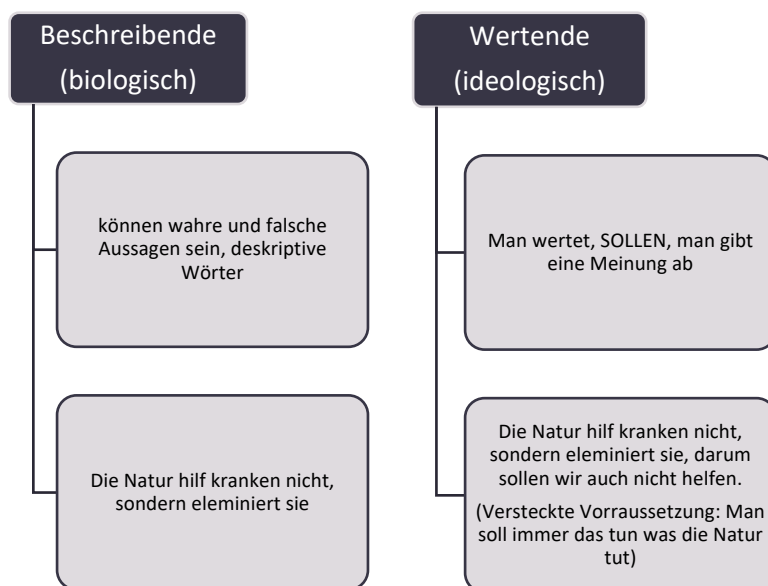 Beschreibende
(biologisch)
können wahre und falsche
Aussagen sein, deskriptive
Wörter
Die Natur hilf kranken nicht,
sondern eleminiert sie
Wertende
(ideologisch)
Man wertet, SOLLEN, man gibt
eine Meinung ab
Die Natur hilf kranken nicht,
sondern eleminiert sie, darum
sollen wir auch nicht helfen.
(Versteckte Vorraussetzung: Man
soll immer das tun was die Natur
tut)